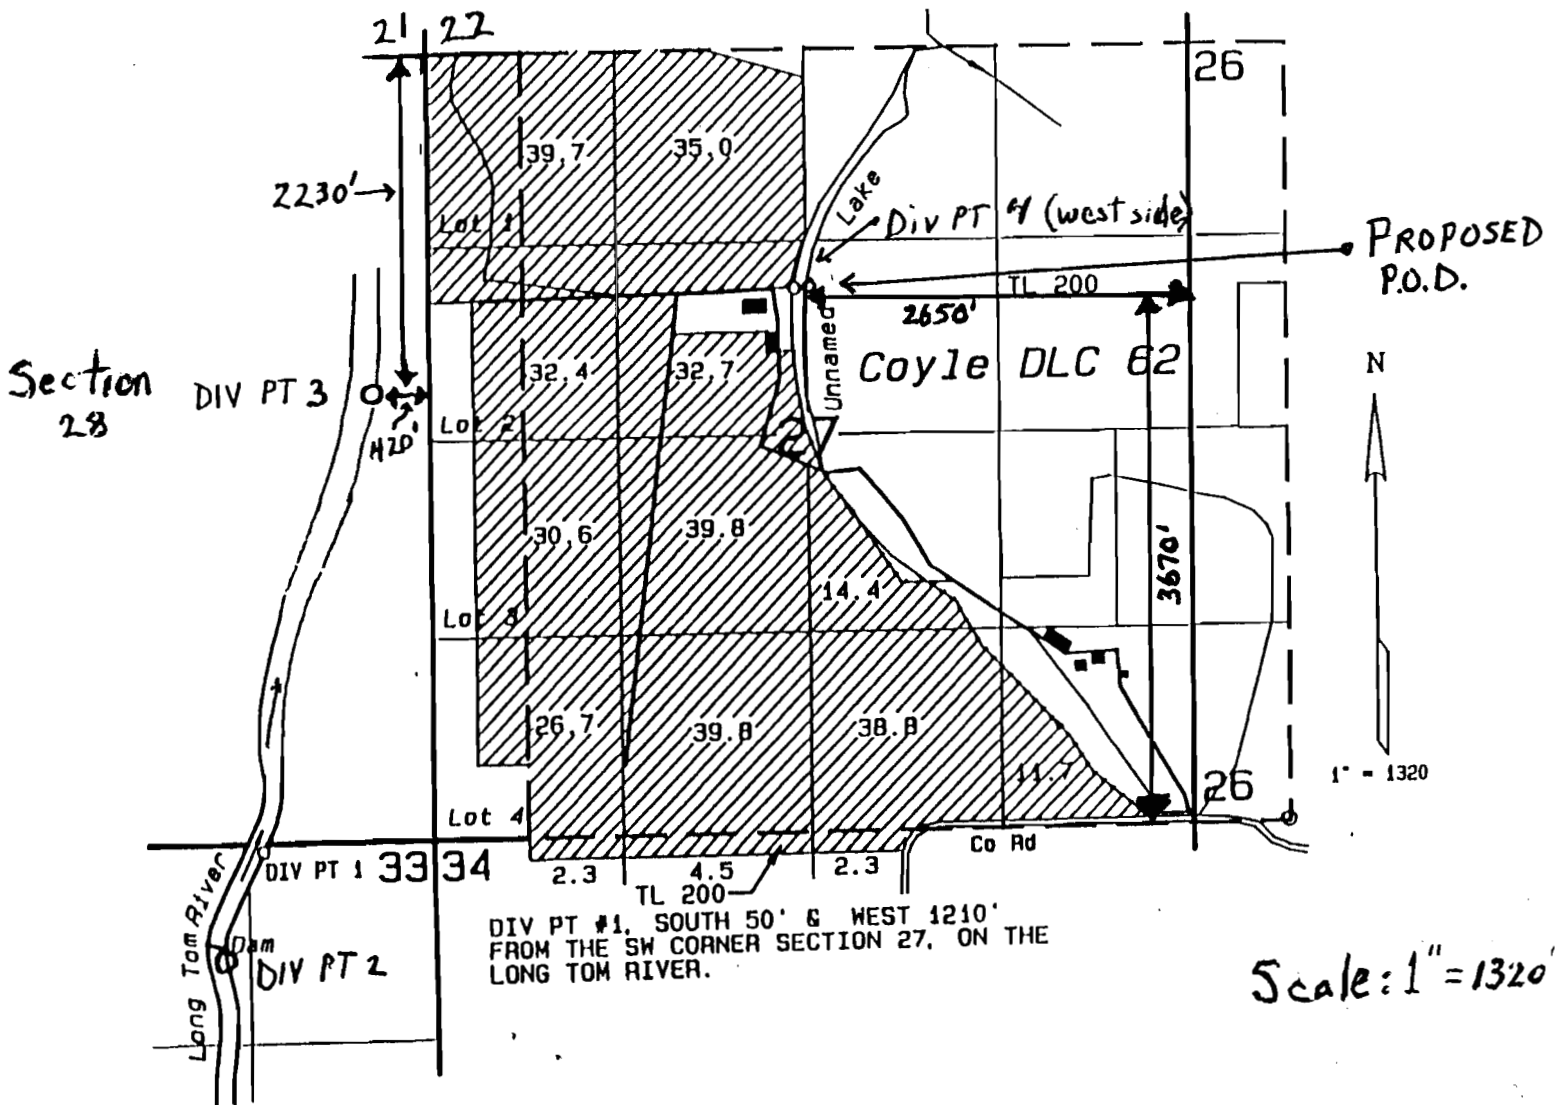 21 22
26
39,7
35,0
2230'
Lake
Div PT 4 (west side)
Lot 1
PROPOSED
P.O.D.
TL 200
2650'
Unnamed
Coyle DLC 62
N
Section
28
DIV PT 3
32,4
32,7
Lot 2
420'
2
30,6
39.8
14.4
3670'
Lot 3
26,7
39.8
38.8
11.7
1" = 1320
26
Lot 4
Co Rd
DIV PT 1
33 34
2.3
4.5
2.3
TL 200
Long Tom River
Dam
DIV PT 2
DIV PT #1, SOUTH 50' & WEST 1210'
FROM THE SW CORNER SECTION 27, ON THE
LONG TOM RIVER.
Scale: 1"=1320'